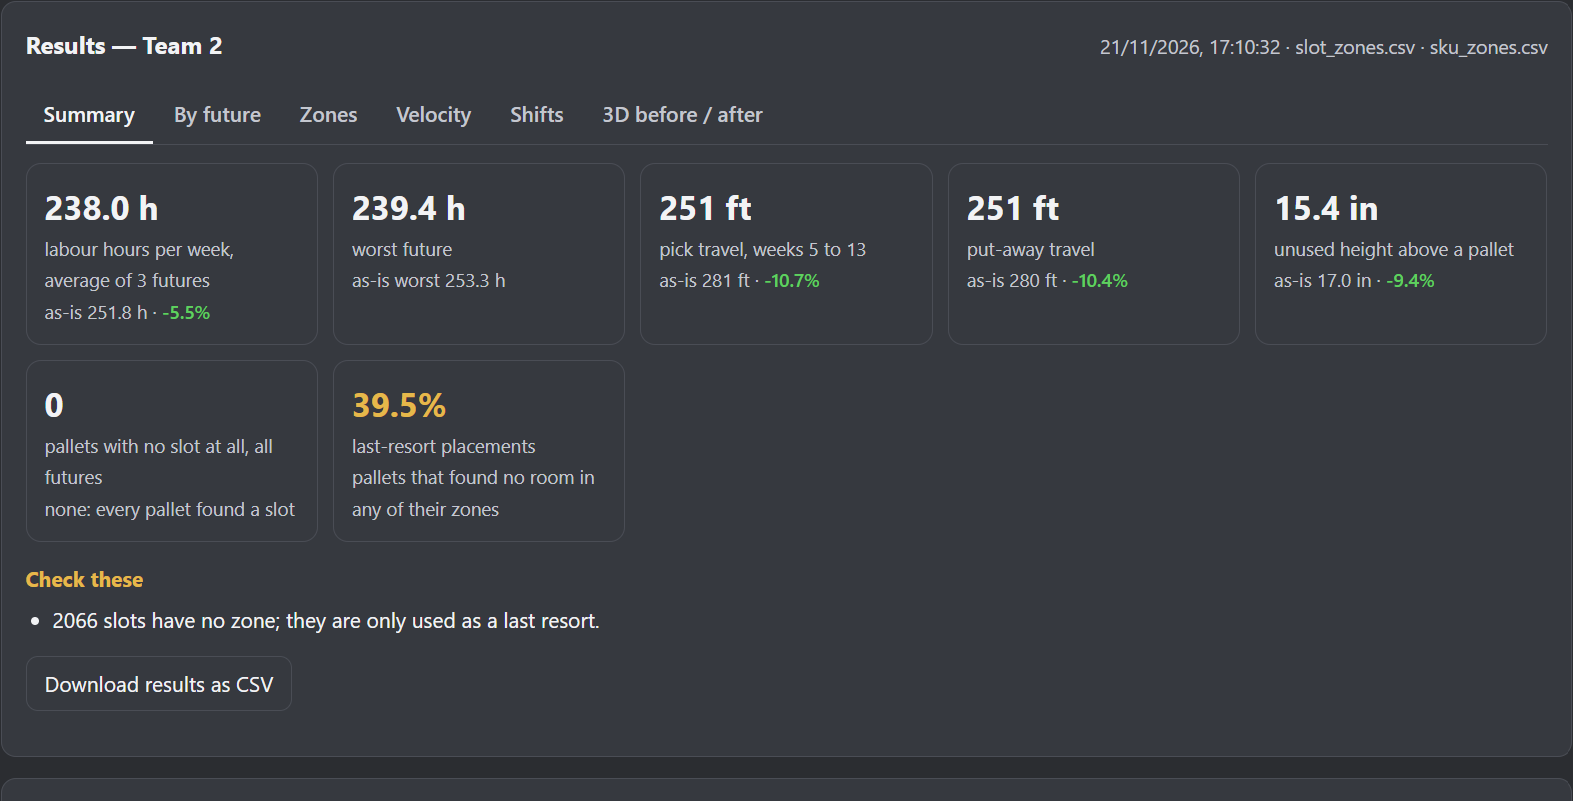 Results — Team 2
21/11/2026, 17:10:32 · slot_zones.csv · sku_zones.csv
Summary
By future
Zones
Velocity
Shifts
3D before / after
238.0 h
labour hours per week,
average of 3 futures
as-is 251.8 h · -5.5%
239.4 h
worst future
as-is worst 253.3 h
251 ft
pick travel, weeks 5 to 13
as-is 281 ft · -10.7%
251 ft
put-away travel
as-is 280 ft · -10.4%
15.4 in
unused height above a pallet
as-is 17.0 in · -9.4%
0
pallets with no slot at all, all
futures
none: every pallet found a slot
39.5%
last-resort placements
pallets that found no room in
any of their zones
Check these
• 2066 slots have no zone; they are only used as a last resort.
Download results as CSV